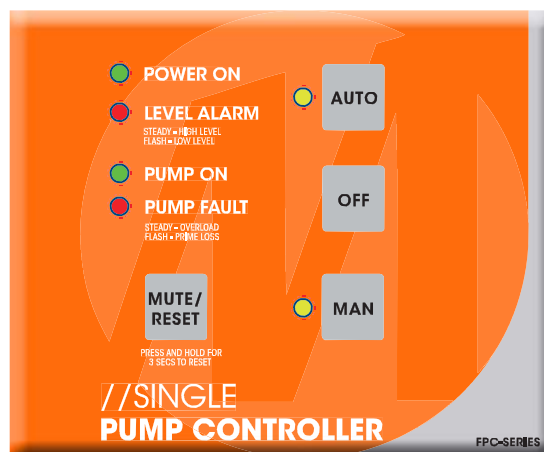 POWER ON
LEVEL ALARM
STEADY = HIGH LEVEL
FLASH = LOW LEVEL
PUMP ON
PUMP FAULT
STEADY = OVERLOAD
FLASH = PRIME LOSS
AUTO
OFF
MAN
MUTE/
RESET
PRESS AND HOLD FOR
3 SECS TO RESET
//SINGLE
PUMP CONTROLLER
FPC-SERIES